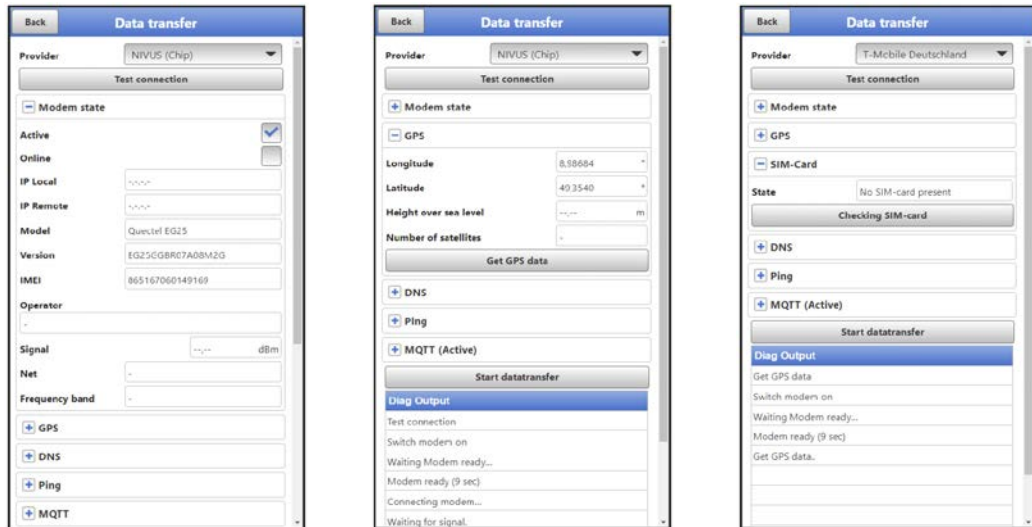 Back
Data transfer
Provider
NIVUS (Chip)
Test connection
Modem state
Active
Online
IP Local
-.-.-.-
IP Remote
-.-.-.-
Model
Quectel EG25
Version
EG25GGBR07A08M2G
IMEI
865167060149169
Operator
-
Signal
--,--
dBm
Net
-
Frequency band
-
GPS
DNS
Ping
MQTT
Back
Data transfer
Provider
NIVUS (Chip)
Test connection
Modem state
GPS
Longitude
8,98684
°
Latitude
49,3540
°
Height over sea level
--,--
m
Number of satellites
-
Get GPS data
DNS
Ping
MQTT (Active)
Start datatransfer
Diag Output
Test connection
Switch modem on
Waiting Modem ready...
Modem ready (9 sec)
Connecting modem...
Waiting for signal.
Back
Data transfer
Provider
T-Mobile Deutschland
Test connection
Modem state
GPS
SIM-Card
State
No SIM-card present
Checking SIM-card
DNS
Ping
MQTT (Active)
Start datatransfer
Diag Output
Get GPS data
Switch modem on
Waiting Modem ready...
Modem ready (9 sec)
Get GPS data..